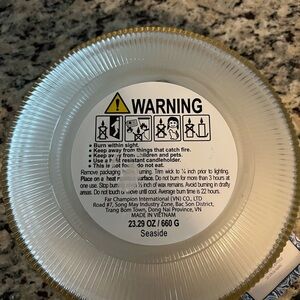 WARNING
• Burn within sight.
• Keep away from things that catch fire.
• Keep away from children and pets.
• Use a heat resistant candleholder.
• This is just for do not eat.
Remove packaging before burning. Trim wick to ¼ inch prior to lighting.
Place on a heat surface. Do not burn for more than 3 hours at
one use. Stop burning ½ inch of wax remains. Avoid burning in drafty
areas. Do not touch or move until cool. Average burn time is 22 hours.
Far Champion International (VN) CO., LTD
Road #7, Song May Industry Zone, Bac Son District,
Trang Bom Town, Dong Nai Province, VN
MADE IN VIETNAM
23.29 OZ / 660 G
Seaside